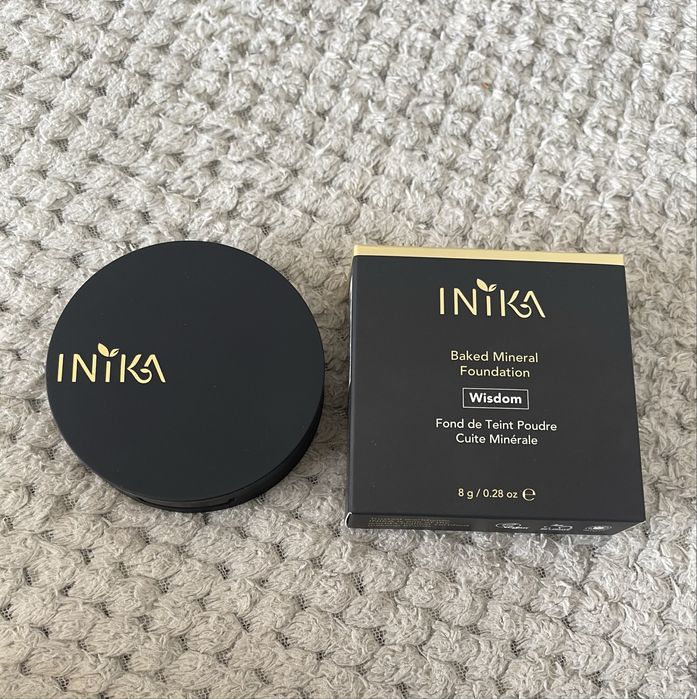 INIKA
INIKA
Baked Mineral
Foundation
Wisdom
Fond de Teint Poudre
Cuite Minérale
8 g / 0.28 oz ℮